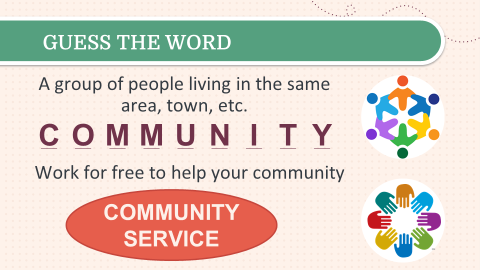 GUESS THE WORD
A group of people living in the same
area, town, etc.
C O M M U N I T Y
Work for free to help your community
COMMUNITY
SERVICE